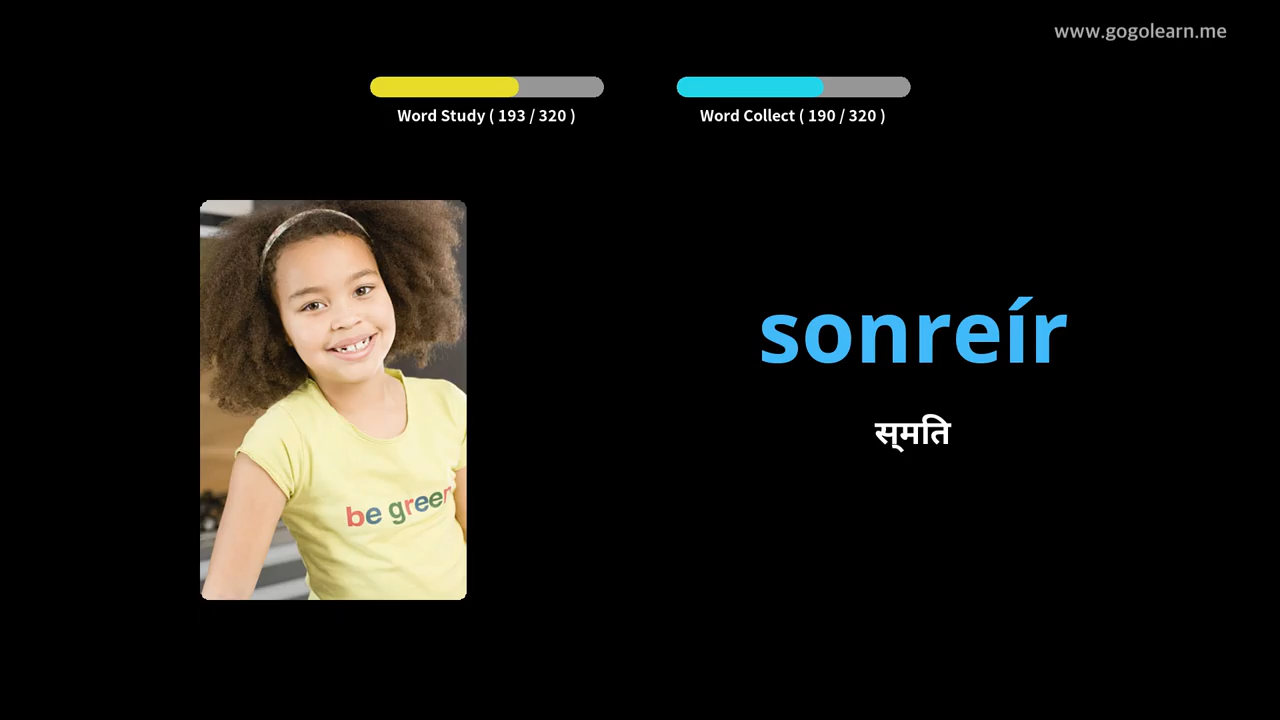 www.gogolearn.me
Word Study ( 193 / 320 )
Word Collect ( 190 / 320 )
sonreír
स्मति
be green